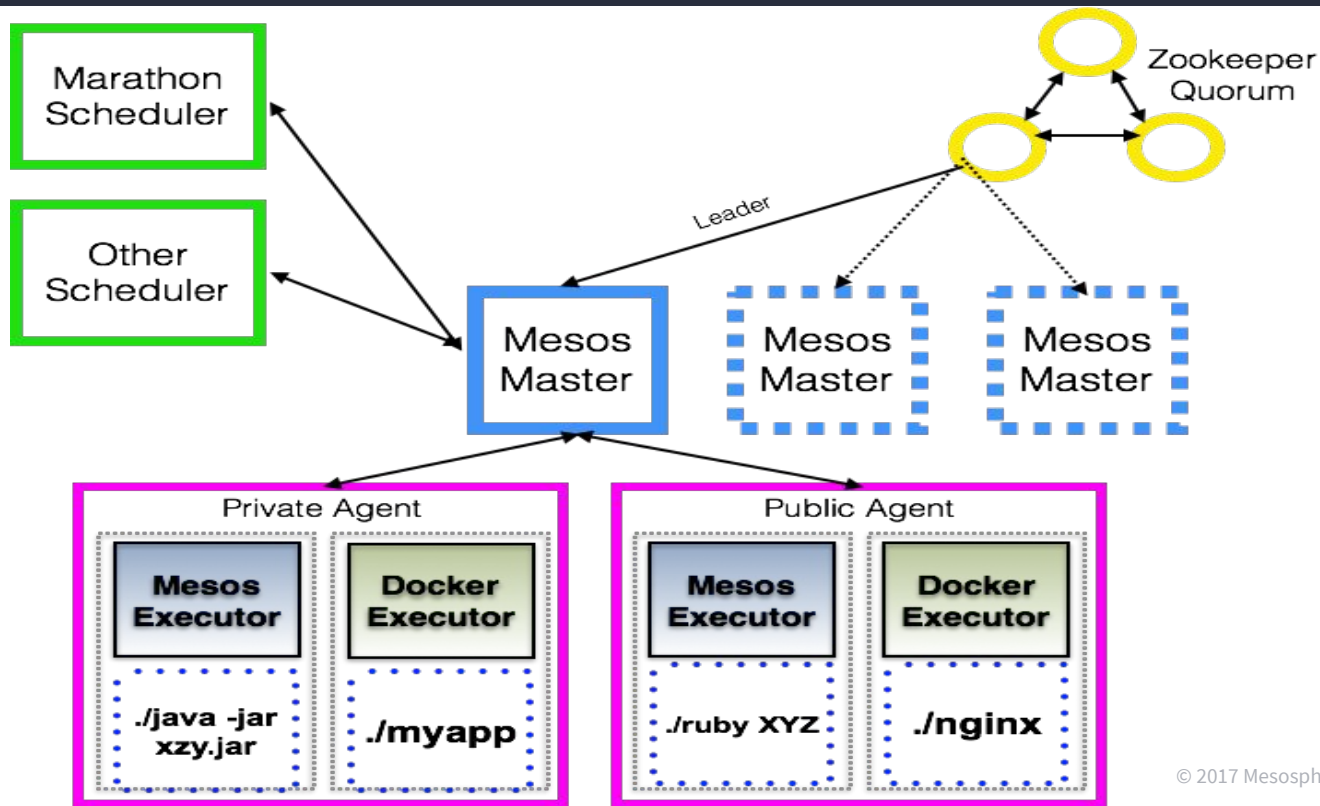 Marathon
Scheduler
Zookeeper
Quorum
Leader
Other
Scheduler
Mesos
Master
Mesos
Master
Mesos
Master
Private Agent
Mesos
Executor
Docker
Executor
./java -jar
xzy.jar
./myapp
Public Agent
Mesos
Executor
Docker
Executor
./ruby XYZ
./nginx
© 2017 Mesosph